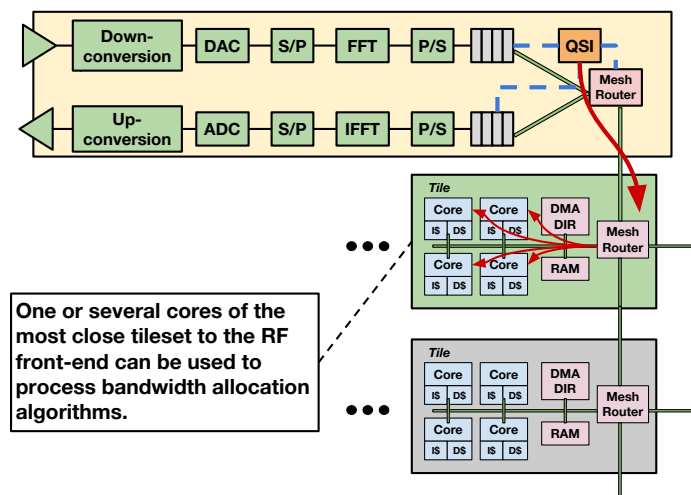 Down-
conversion
DAC
S/P
FFT
P/S
QSI
Mesh
Router
Up-
conversion
ADC
S/P
IFFT
P/S
Tile
Core
I$ D$
Core
I$ D$
DMA
DIR
Mesh
Router
Core
I$ D$
Core
I$ D$
RAM
One or several cores of the
most close tileset to the RF
front-end can be used to
process bandwidth allocation
algorithms.
Tile
Core
I$ D$
Core
I$ D$
DMA
DIR
Mesh
Router
Core
I$ D$
Core
I$ D$
RAM